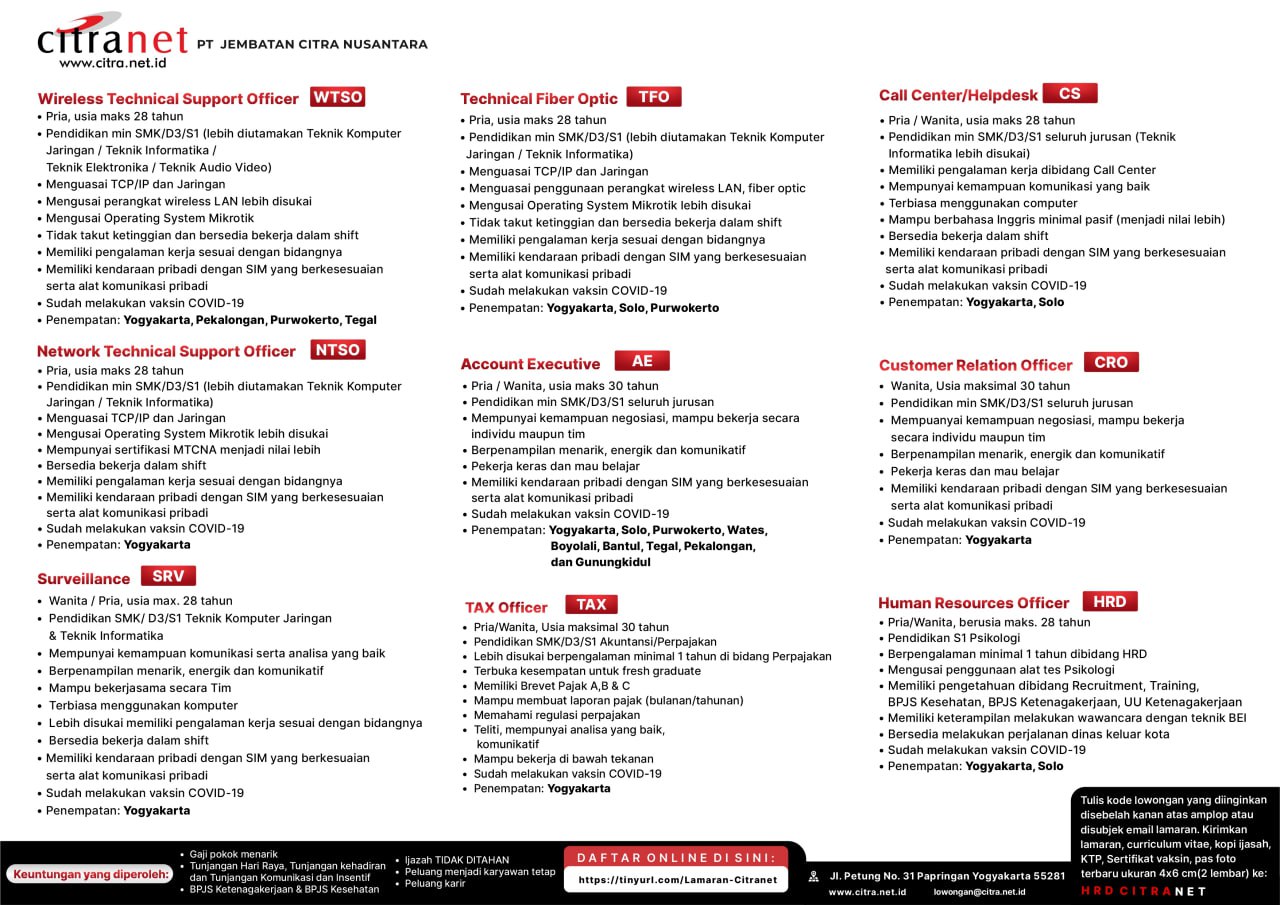 citranet PT JEMBATAN CITRA NUSANTARA
www.citra.net.id
Wireless Technical Support Officer WTSO
• Pria, usia maks 28 tahun
• Pendidikan min SMK/D3/S1 (lebih diutamakan Teknik Komputer
Jaringan / Teknik Informatika /
Teknik Elektronika / Teknik Audio Video)
• Menguasai TCP/IP dan Jaringan
• Mengusai perangkat wireless LAN lebih disukai
• Mengusai Operating System Mikrotik
• Tidak takut ketinggian dan bersedia bekerja dalam shift
• Memiliki pengalaman kerja sesuai dengan bidangnya
• Memiliki kendaraan pribadi dengan SIM yang berkesesuaian
serta alat komunikasi pribadi
• Sudah melakukan vaksin COVID-19
• Penempatan: Yogyakarta, Pekalongan, Purwokerto, Tegal
Network Technical Support Officer NTSO
• Pria, usia maks 28 tahun
• Pendidikan min SMK/D3/S1 (lebih diutamakan Teknik Komputer
Jaringan / Teknik Informatika)
• Menguasai TCP/IP dan Jaringan
• Mengusai Operating System Mikrotik lebih disukai
• Mempunyai sertifikasi MTCNA menjadi nilai lebih
• Bersedia bekerja dalam shift
• Memiliki pengalaman kerja sesuai dengan bidangnya
• Memiliki kendaraan pribadi dengan SIM yang berkesesuaian
serta alat komunikasi pribadi
• Sudah melakukan vaksin COVID-19
• Penempatan: Yogyakarta
Surveillance SRV
• Wanita / Pria, usia max. 28 tahun
• Pendidikan SMK/ D3/S1 Teknik Komputer Jaringan
& Teknik Informatika
• Mempunyai kemampuan komunikasi serta analisa yang baik
• Berpenampilan menarik, energik dan komunikatif
• Mampu bekerjasama secara Tim
• Terbiasa menggunakan komputer
• Lebih disukai memiliki pengalaman kerja sesuai dengan bidangnya
• Bersedia bekerja dalam shift
• Memiliki kendaraan pribadi dengan SIM yang berkesuaian
serta alat komunikasi pribadi
• Sudah melakukan vaksin COVID-19
• Penempatan: Yogyakarta
Technical Fiber Optic TFO
• Pria, usia maks 28 tahun
• Pendidikan min SMK/D3/S1 (lebih diutamakan Teknik Komputer
Jaringan / Teknik Informatika)
• Menguasai TCP/IP dan Jaringan
• Menguasai penggunaan perangkat wireless LAN, fiber optic
• Mengusai Operating System Mikrotik lebih disukai
• Tidak takut ketinggian dan bersedia bekerja dalam shift
• Memiliki pengalaman kerja sesuai dengan bidangnya
• Memiliki kendaraan pribadi dengan SIM yang berkesesuaian
serta alat komunikasi pribadi
• Sudah melakukan vaksin COVID-19
• Penempatan: Yogyakarta, Solo, Purwokerto
Account Executive AE
• Pria / Wanita, usia maks 30 tahun
• Pendidikan min SMK/D3/S1 seluruh jurusan
• Mempunyai kemampuan negosiasi, mampu bekerja secara
individu maupun tim
• Berpenampilan menarik, energik dan komunikatif
• Pekerja keras dan mau belajar
• Memiliki kendaraan pribadi dengan SIM yang berkesesuaian
serta alat komunikasi pribadi
• Sudah melakukan vaksin COVID-19
• Penempatan: Yogyakarta, Solo, Purwokerto, Wates,
Boyolali, Bantul, Tegal, Pekalongan,
dan Gunungkidul
TAX Officer TAX
• Pria/Wanita, Usia maksimal 30 tahun
• Pendidikan SMK/D3/S1 Akuntansi/Perpajakan
• Lebih disukai berpengalaman minimal 1 tahun di bidang Perpajakan
• Terbuka kesempatan untuk fresh graduate
• Memiliki Brevet Pajak A,B & C
• Mampu membuat laporan pajak (bulanan/tahunan)
• Memahami regulasi perpajakan
• Teliti, mempunyai analisa yang baik,
komunikatif
• Mampu bekerja di bawah tekanan
• Sudah melakukan vaksin COVID-19
• Penempatan: Yogyakarta
Call Center/Helpdesk CS
• Pria / Wanita, usia maks 28 tahun
• Pendidikan min SMK/D3/S1 seluruh jurusan (Teknik
Informatika lebih disukai)
• Memiliki pengalaman kerja dibidang Call Center
• Mempunyai kemampuan komunikasi yang baik
• Terbiasa menggunakan computer
• Mampu berbahasa Inggris minimal pasif (menjadi nilai lebih)
• Bersedia bekerja dalam shift
• Memiliki kendaraan pribadi dengan SIM yang berkesesuaian
serta alat komunikasi pribadi
• Sudah melakukan vaksin COVID-19
• Penempatan: Yogyakarta, Solo
Customer Relation Officer CRO
• Wanita, Usia maksimal 30 tahun
• Pendidikan min SMK/D3/S1 seluruh jurusan
• Mempuanyai kemampuan negosiasi, mampu bekerja
secara individu maupun tim
• Berpenampilan menarik, energik dan komunikatif
• Pekerja keras dan mau belajar
• Memiliki kendaraan pribadi dengan SIM yang berkesesuaian
serta alat komunikasi pribadi
• Sudah melakukan vaksin COVID-19
• Penempatan: Yogyakarta
Human Resources Officer HRD
• Pria/Wanita, berusia maks. 28 tahun
• Pendidikan S1 Psikologi
• Berpengalaman minimal 1 tahun dibidang HRD
• Mengusai penggunaan alat tes Psikologi
• Memiliki pengetahuan dibidang Recruitment, Training,
BPJS Kesehatan, BPJS Ketenagakerjaan, UU Ketenagakerjaan
• Memiliki keterampilan melakukan wawancara dengan teknik BEI
• Bersedia melakukan perjalanan dinas keluar kota
• Sudah melakukan vaksin COVID-19
• Penempatan: Yogyakarta, Solo
Keuntungan yang diperoleh:
• Gaji pokok menarik
• Tunjangan Hari Raya, Tunjangan kehadiran
dan Tunjangan Komunikasi dan Insentif
• BPJS Ketenagakerjaan & BPJS Kesehatan
• Ijazah TIDAK DITAHAN
• Peluang menjadi karyawan tetap
• Peluang karir
DAFTAR ONLINE DI SINI:
https://tinyurl.com/Lamaran-Citranet
Jl. Petung No. 31 Papringan Yogyakarta 55281
www.citra.net.id lowongan@citra.net.id
Tulis kode lowongan yang diinginkan
disebelah kanan atas amplop atau
disubjek email lamaran. Kirimkan
lamaran, curriculum vitae, kopi ijasah,
KTP, Sertifikat vaksin, pas foto
terbaru ukuran 4x6 cm(2 lembar) ke:
HRD CITRANET